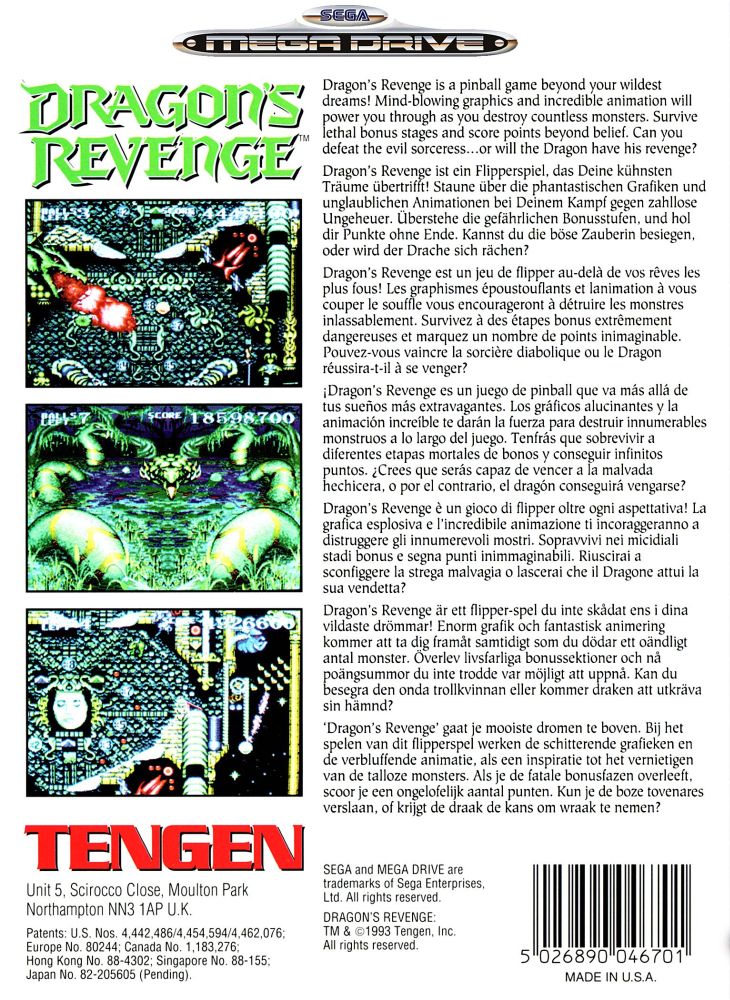 SEGA
MEGA DRIVE
DRAGON'S
REVENGE™
Dragon's Revenge is a pinball game beyond your wildest
dreams! Mind-blowing graphics and incredible animation will
power you through as you destroy countless monsters. Survive
lethal bonus stages and score points beyond belief. Can you
defeat the evil sorceress...or will the Dragon have his revenge?
Dragon's Revenge ist ein Flipperspiel, das Deine kühnsten
Träume übertrifft! Staune über die phantastischen Grafiken und
unglaublichen Animationen bei Deinem Kampf gegen zahllose
Ungeheuer. Überstehe die gefährlichen Bonusstufen, und hol
dir Punkte ohne Ende. Kannst du die böse Zauberin besiegen,
oder wird der Drache sich rächen?
Dragon's Revenge est un jeu de flipper au-delà de vos rêves les
plus fous! Les graphismes époustouflants et lanimation à vous
couper le souffle vous encourageront à détruire les monstres
inlassablement. Survivez à des étapes bonus extrêmement
dangereuses et marquez un nombre de points inimaginable.
Pouvez-vous vaincre la sorcière diabolique ou le Dragon
réussira-t-il à se venger?
¡Dragon's Revenge es un juego de pinball que va más allá de
tus sueños más extravagantes. Los gráficos alucinantes y la
animación increíble te darán la fuerza para destruir innumerables
monstruos a lo largo del juego. Tenfrás que sobrevivir a
diferentes etapas mortales de bonos y conseguir infinitos
puntos. ¿Crees que serás capaz de vencer a la malvada
hechicera, o por el contrario, el dragón conseguirá vengarse?
Dragon's Revenge è un gioco di flipper oltre ogni aspettativa! La
grafica esplosiva e l'incredibile animazione ti incoraggeranno a
distruggere gli innumerevoli mostri. Sopravvivi nei micidiali
stadi bonus e segna punti inimmaginabili. Riuscirai a
sconfiggere la strega malvagia o lascerai che il Dragone attui la
sua vendetta?
Dragon's Revenge är ett flipper-spel du inte skådat ens i dina
vildaste drömmar! Enorm grafik och fantastisk animering
kommer att ta dig framåt samtidigt som du dödar ett oändligt
antal monster. Överlev livsfarliga bonussektioner och nå
poängsummor du inte trodde var möjligt att uppnå. Kan du
besegra den onda trollkvinnan eller kommer draken att utkräva
sin hämnd?
'Dragon's Revenge' gaat je mooiste dromen te boven. Bij het
spelen van dit flipperspel werken de schitterende grafieken en
de verbluffende animatie, als een inspiratie tot het vernietigen
van de talloze monsters. Als je de fatale bonusfazen overleeft,
scoor je een ongelofelijk aantal punten. Kun je de boze tovenares
verslaan, of krijgt de draak de kans om wraak te nemen?
BALLS LEFT 7 SCORE 18598700
TENGEN
Unit 5, Scirocco Close, Moulton Park
Northampton NN3 1AP U.K.
Patents: U.S. Nos. 4,442,486/4,454,594/4,462,076;
Europe No. 80244; Canada No. 1,183,276;
Hong Kong No. 88-4302; Singapore No. 88-155;
Japan No. 82-205605 (Pending).
SEGA and MEGA DRIVE are
trademarks of Sega Enterprises,
Ltd. All rights reserved.
DRAGON'S REVENGE:
TM & ©1993 Tengen, Inc.
All rights reserved.
5 026890 046701
MADE IN U.S.A.